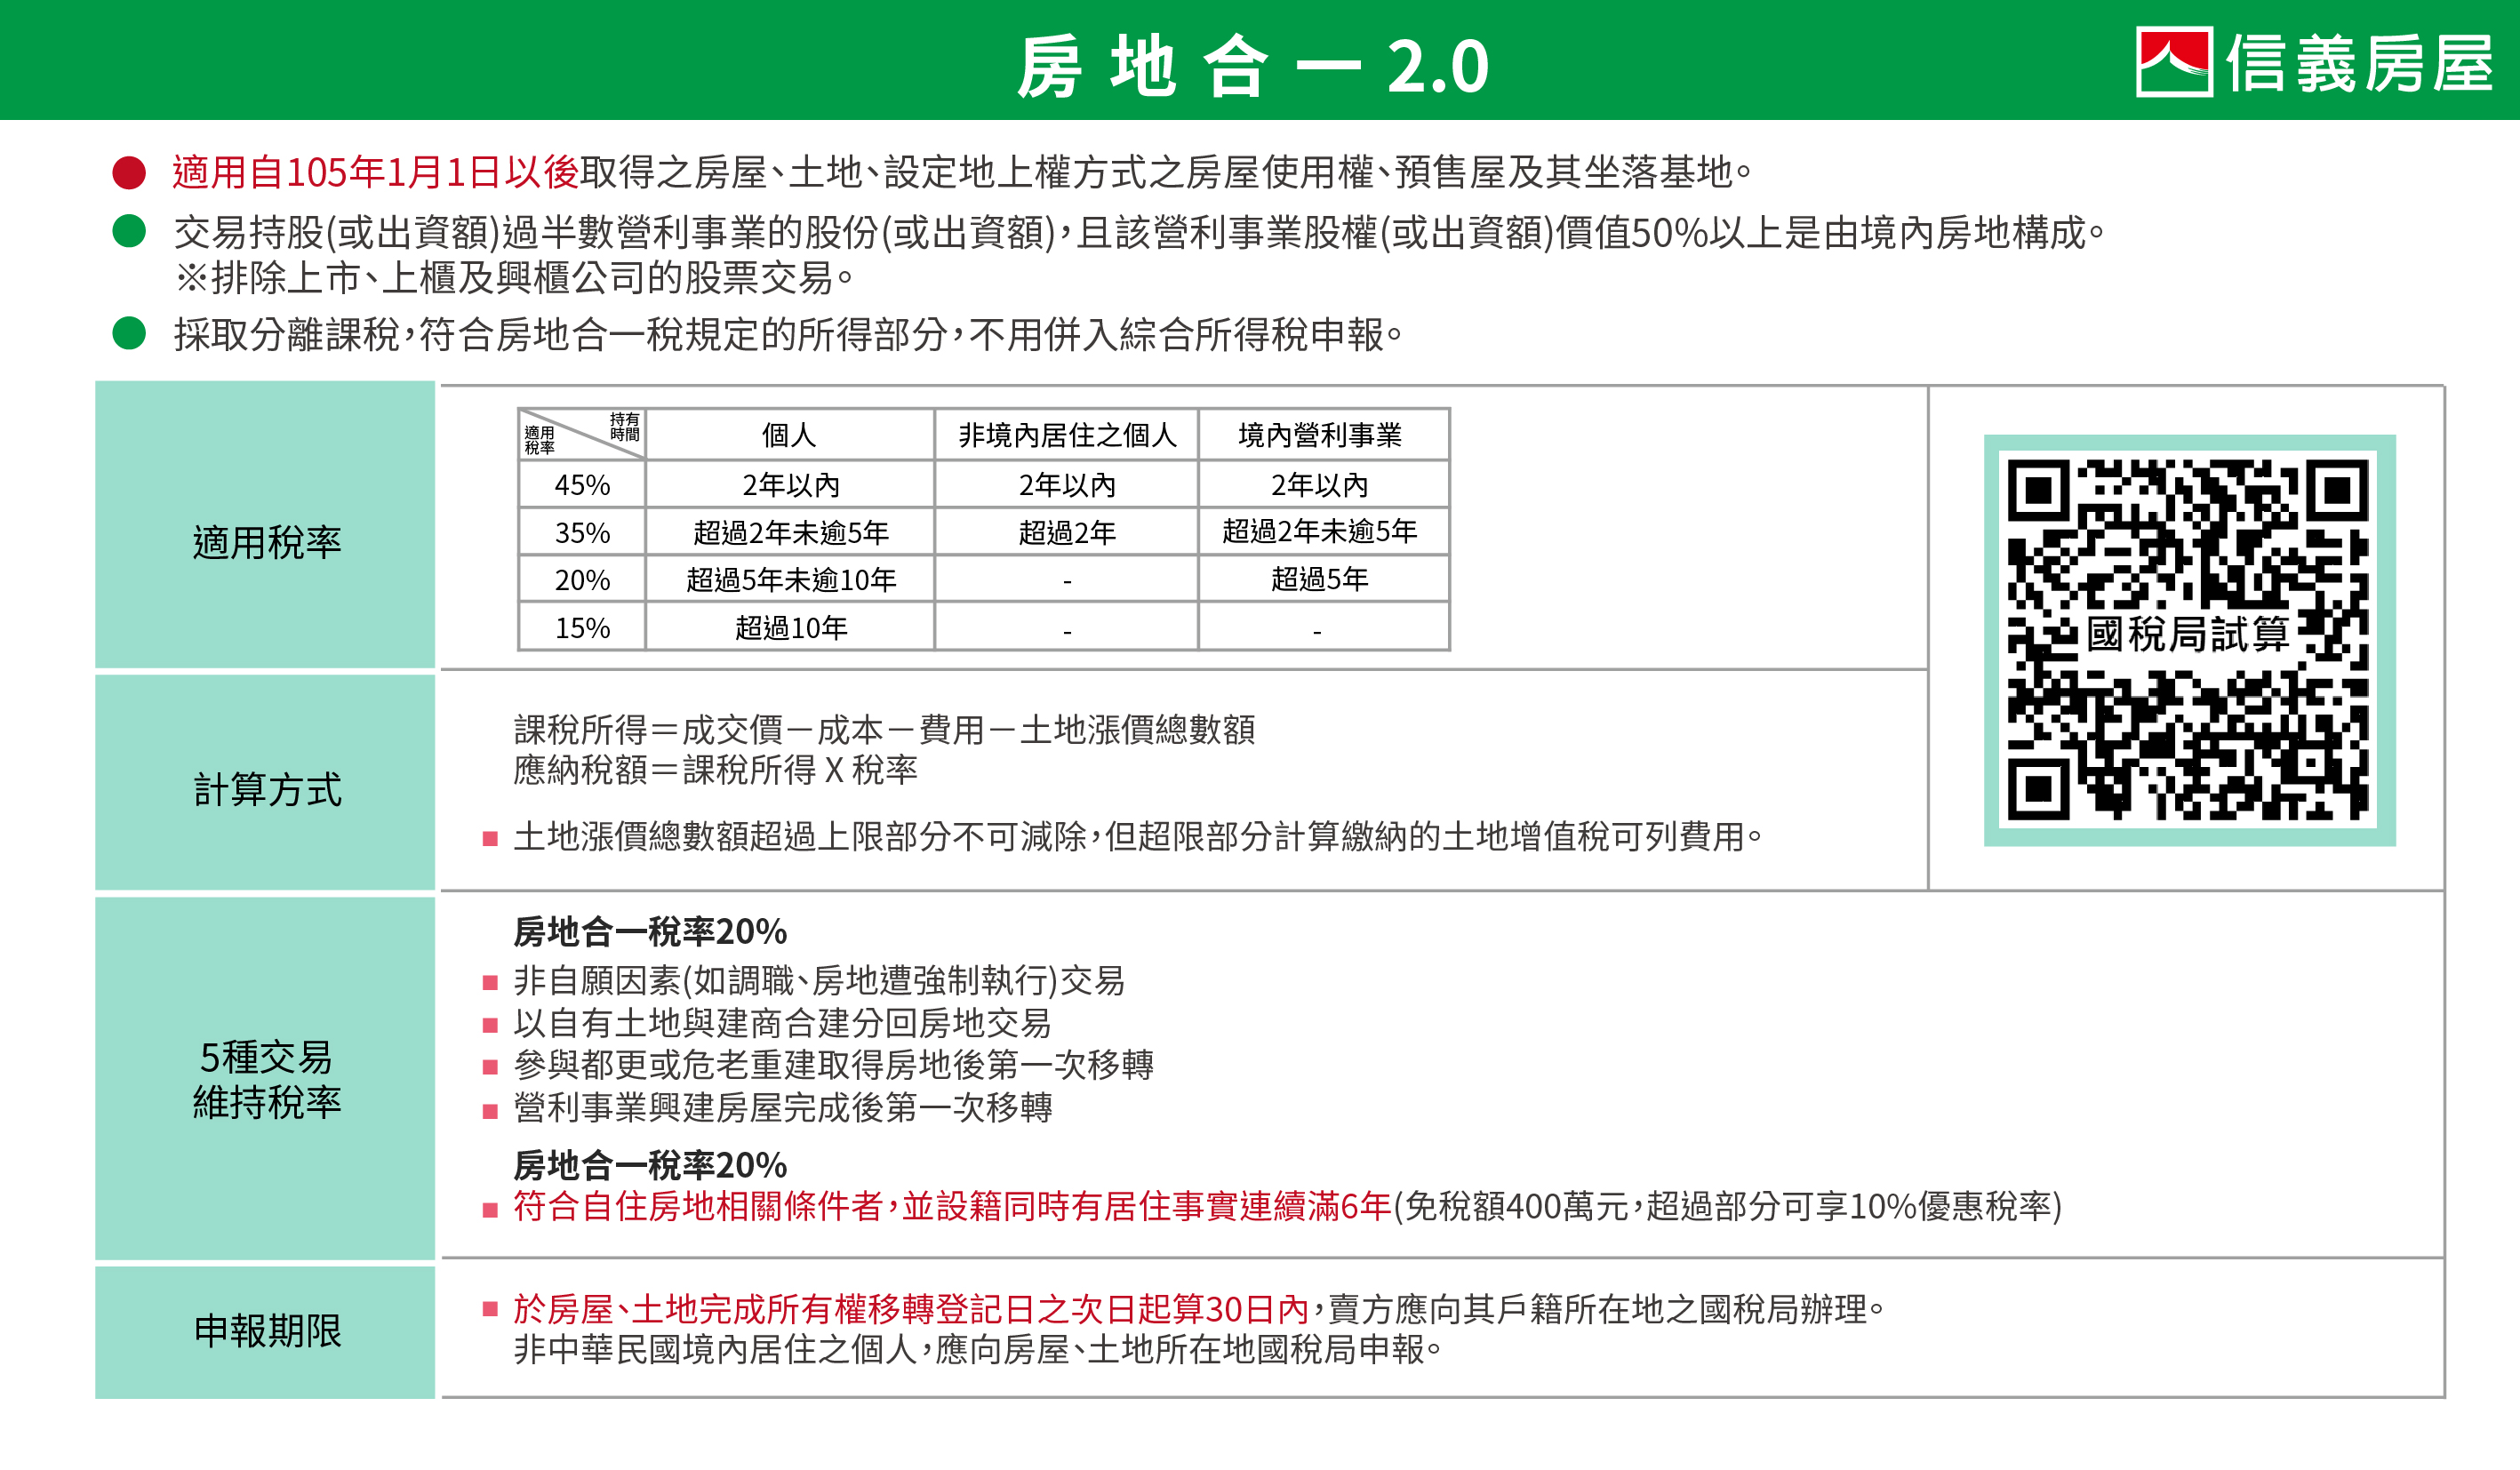 房地合一2.0
信義房屋
適用自105年1月1日以後取得之房屋、土地、設定地上權方式之房屋使用權、預售屋及其坐落基地。
交易持股(或出資額)過半數營利事業的股份(或出資額),且該營利事業股權(或出資額)價值50%以上是由境內房地構成。
※排除上市、上櫃及興櫃公司的股票交易。
採取分離課稅,符合房地合一稅規定的所得部分,不用併入綜合所得稅申報。
適用稅率
持有時間
適用稅率
個人
非境內居住之個人
境內營利事業
45%
2年以內
2年以內
2年以內
35%
超過2年未逾5年
超過2年
超過2年未逾5年
20%
超過5年未逾10年
-
超過5年
15%
超過10年
-
-
國稅局試算
計算方式
課稅所得＝成交價－成本－費用－土地漲價總數額
應納稅額＝課稅所得 X 稅率
土地漲價總數額超過上限部分不可減除,但超限部分計算繳納的土地增值稅可列費用。
5種交易
維持稅率
房地合一稅率20%
非自願因素(如調職、房地遭強制執行)交易
以自有土地與建商合建分回房地交易
參與都更或危老重建取得房地後第一次移轉
營利事業興建房屋完成後第一次移轉
房地合一稅率20%
符合自住房地相關條件者,並設籍同時有居住事實連續滿6年(免稅額400萬元,超過部分可享10%優惠稅率)
申報期限
於房屋、土地完成所有權移轉登記日之次日起算30日內,賣方應向其戶籍所在地之國稅局辦理。
非中華民國境內居住之個人,應向房屋、土地所在地國稅局申報。